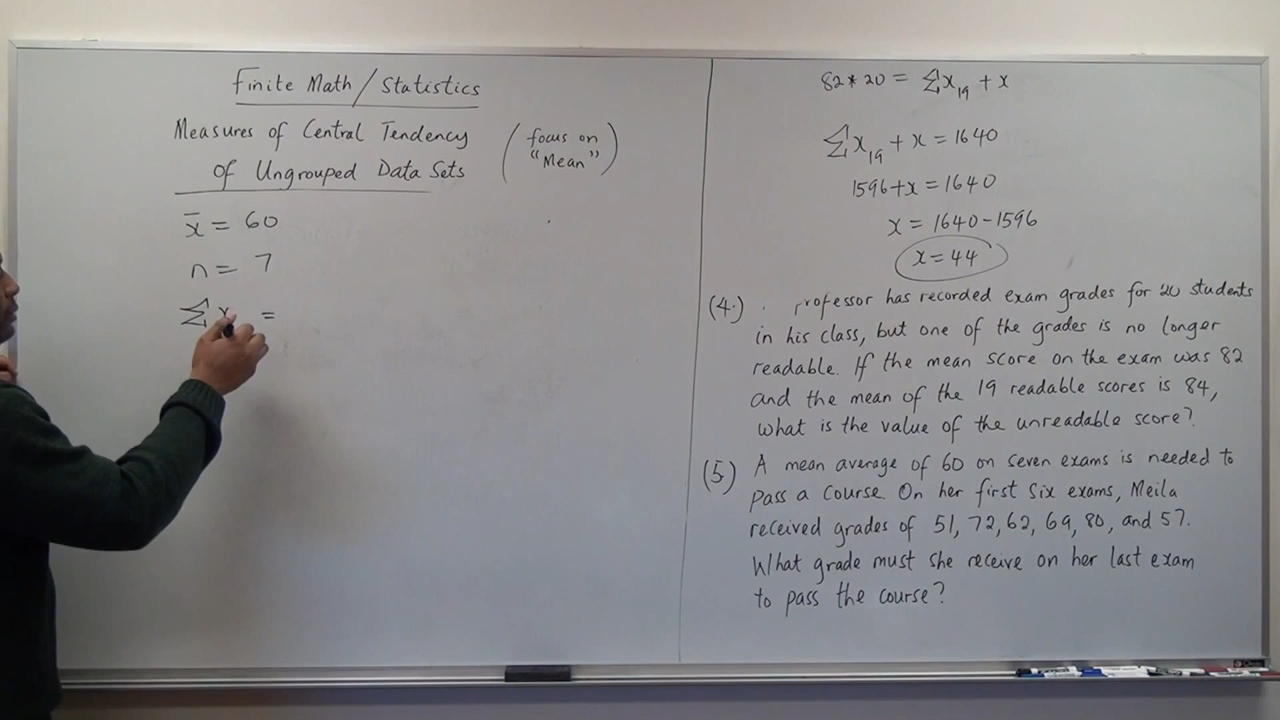 Finite Math/Statistics
Measures of Central Tendency
of Ungrouped Data Sets
(focus on
"Mean")
x̄ = 60
n = 7
∑x =
82*20 = ∑x₁₉ + x
∑x₁₉ + x = 1640
1596+x = 1640
x = 1640-1596
x = 44
(4.) . Professor has recorded exam grades for 20 students
in his class, but one of the grades is no longer
readable. If the mean score on the exam was 82
and the mean of the 19 readable scores is 84,
what is the value of the unreadable score?
(5) A mean average of 60 on seven exams is needed to
pass a course. On her first six exams, Meila
received grades of 51, 72, 62, 69, 80, and 57.
What grade must she receive on her last exam
to pass the course?